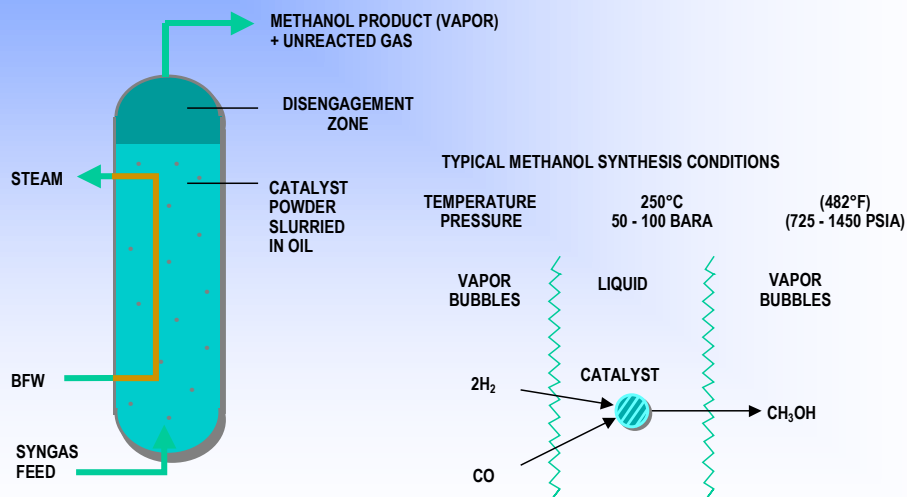 METHANOL PRODUCT (VAPOR)
+ UNREACTED GAS
DISENGAGEMENT
ZONE
STEAM
CATALYST
POWDER
SLURRIED
IN OIL
BFW
SYNGAS
FEED
TYPICAL METHANOL SYNTHESIS CONDITIONS
TEMPERATURE 250°C (482°F)
PRESSURE 50 - 100 BARA (725 - 1450 PSIA)
VAPOR
BUBBLES
LIQUID
VAPOR
BUBBLES
2H₂
CATALYST
CH₃OH
CO